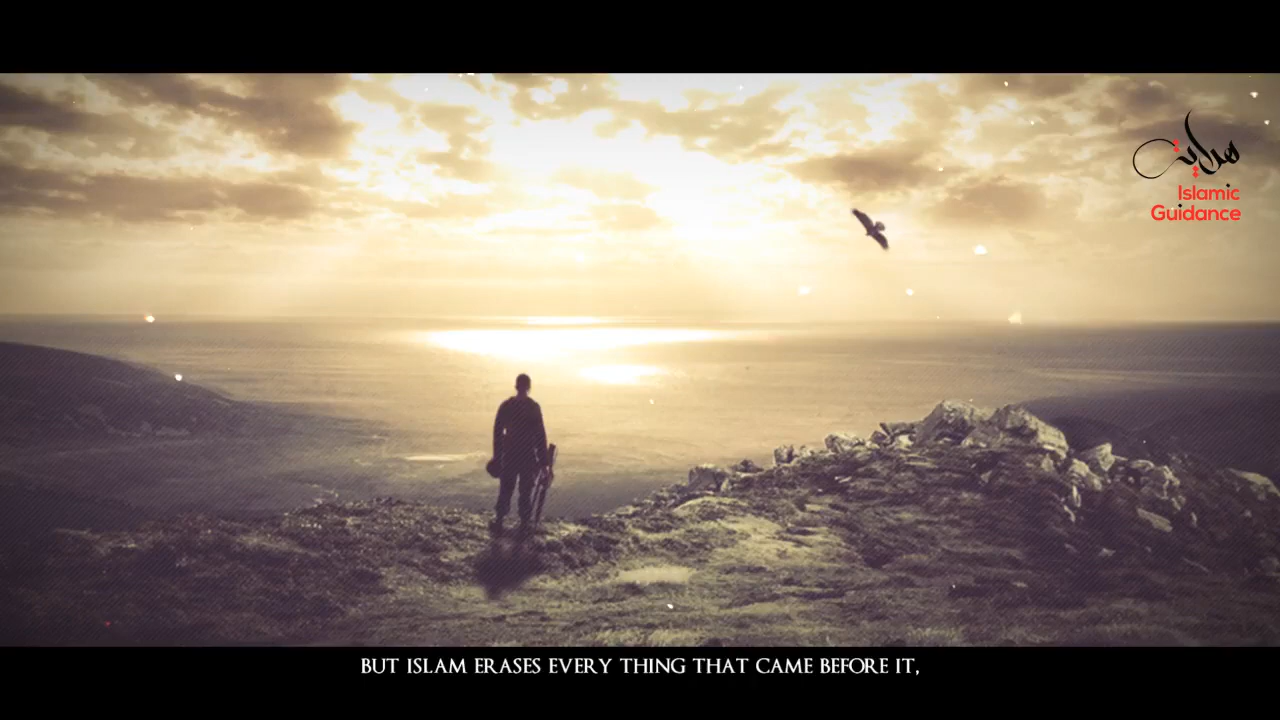 هداية
Islamic
Guidance
BUT ISLAM ERASES EVERY THING THAT CAME BEFORE IT,